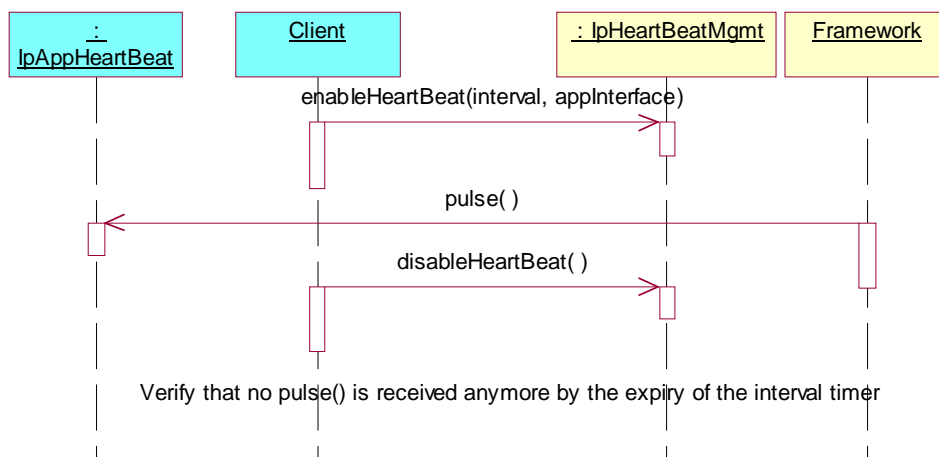 :
IpAppHeartBeat
Client
: IpHeartBeatMgmt
Framework
enableHeartBeat(interval, appInterface)
pulse( )
disableHeartBeat( )
Verify that no pulse() is received anymore by the expiry of the interval timer